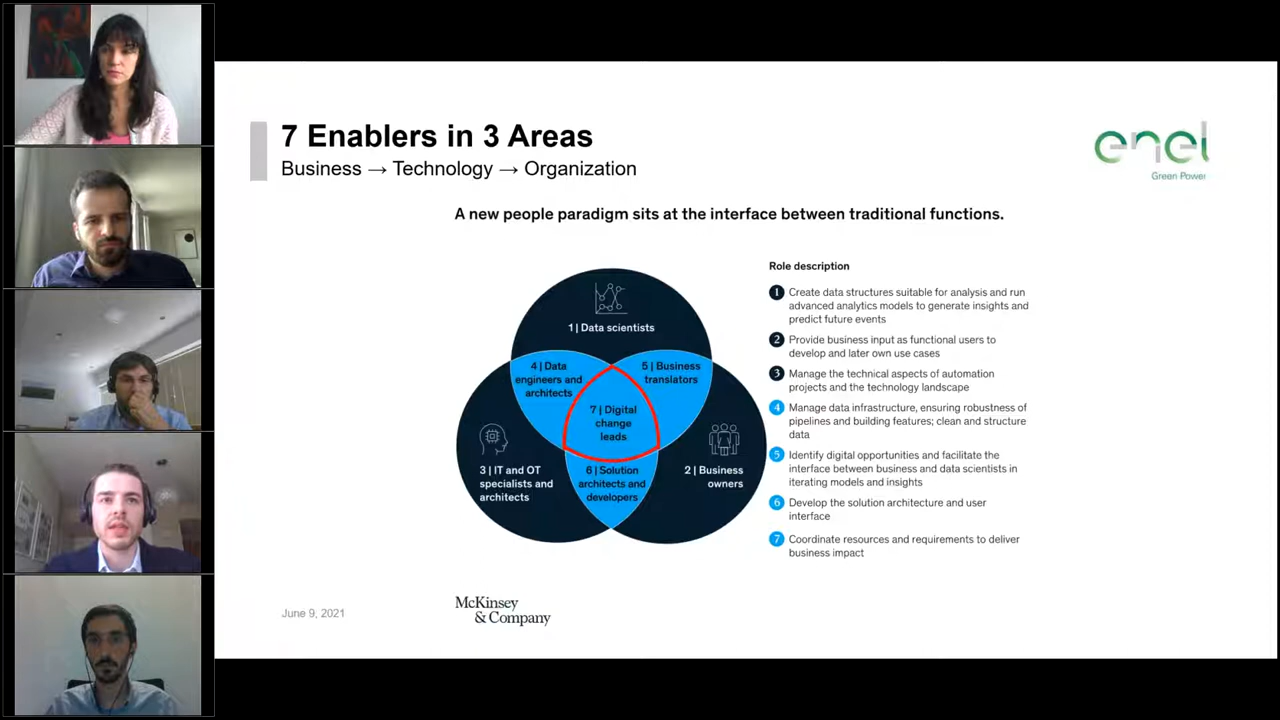 7 Enablers in 3 Areas
Business → Technology → Organization
enel
Green Power
A new people paradigm sits at the interface between traditional functions.
1 | Data scientists
4 | Data
engineers and
architects
5 | Business
translators
7 | Digital
change
leads
3 | IT and OT
specialists and
architects
6 | Solution
architects and
developers
2 | Business
owners
Role description
1 Create data structures suitable for analysis and run
advanced analytics models to generate insights and
predict future events
2 Provide business input as functional users to
develop and later own use cases
3 Manage the technical aspects of automation
projects and the technology landscape
4 Manage data infrastructure, ensuring robustness of
pipelines and building features; clean and structure
data
5 Identify digital opportunities and facilitate the
interface between business and data scientists in
iterating models and insights
6 Develop the solution architecture and user
interface
7 Coordinate resources and requirements to deliver
business impact
June 9, 2021
McKinsey
& Company